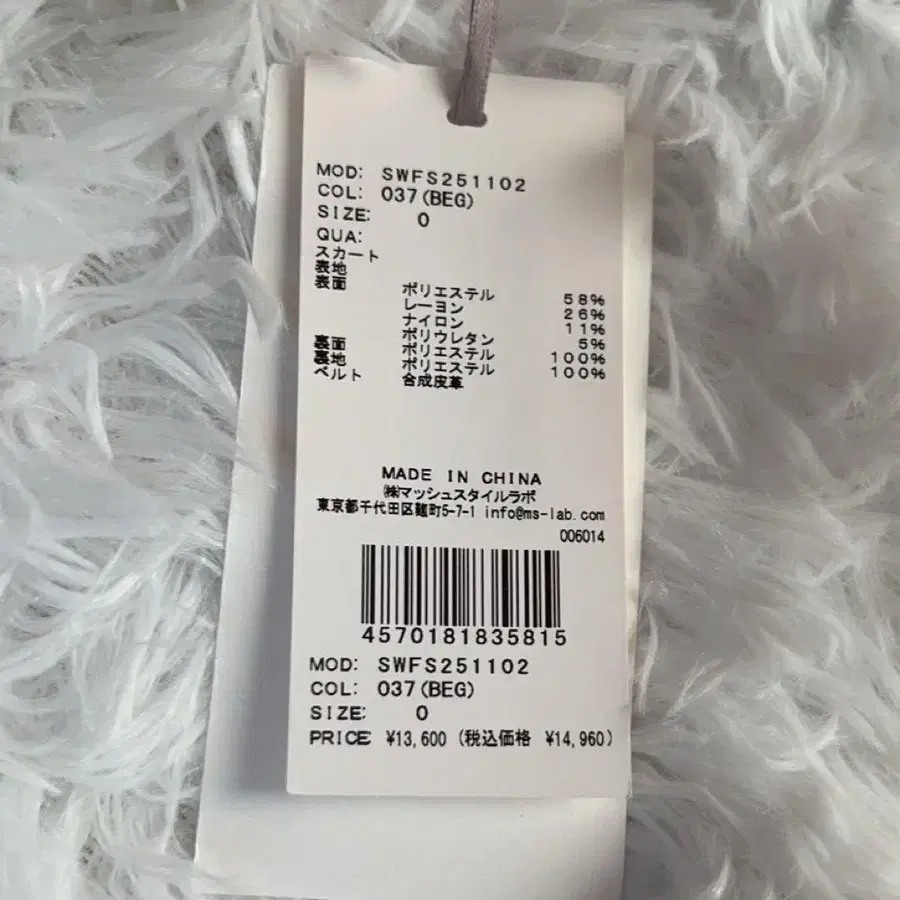 MOD: SWFS251102
COL: 037(BEG)
SIZE: 0
QUA:
スカート
表地
表面 ポリエステル 58%
レーヨン 26%
ナイロン 11%
ポリウレタン 5%
裏面 ポリエステル 100%
裏地 ポリエステル 100%
ベルト 合成皮革
MADE IN CHINA
㈱マッシュスタイルラボ
東京都千代田区麹町5-7-1 info@ms-lab.com
006014
4570181835815
MOD: SWFS251102
COL: 037(BEG)
SIZE: 0
PRICE ¥13,600 (税込価格 ¥14,960)